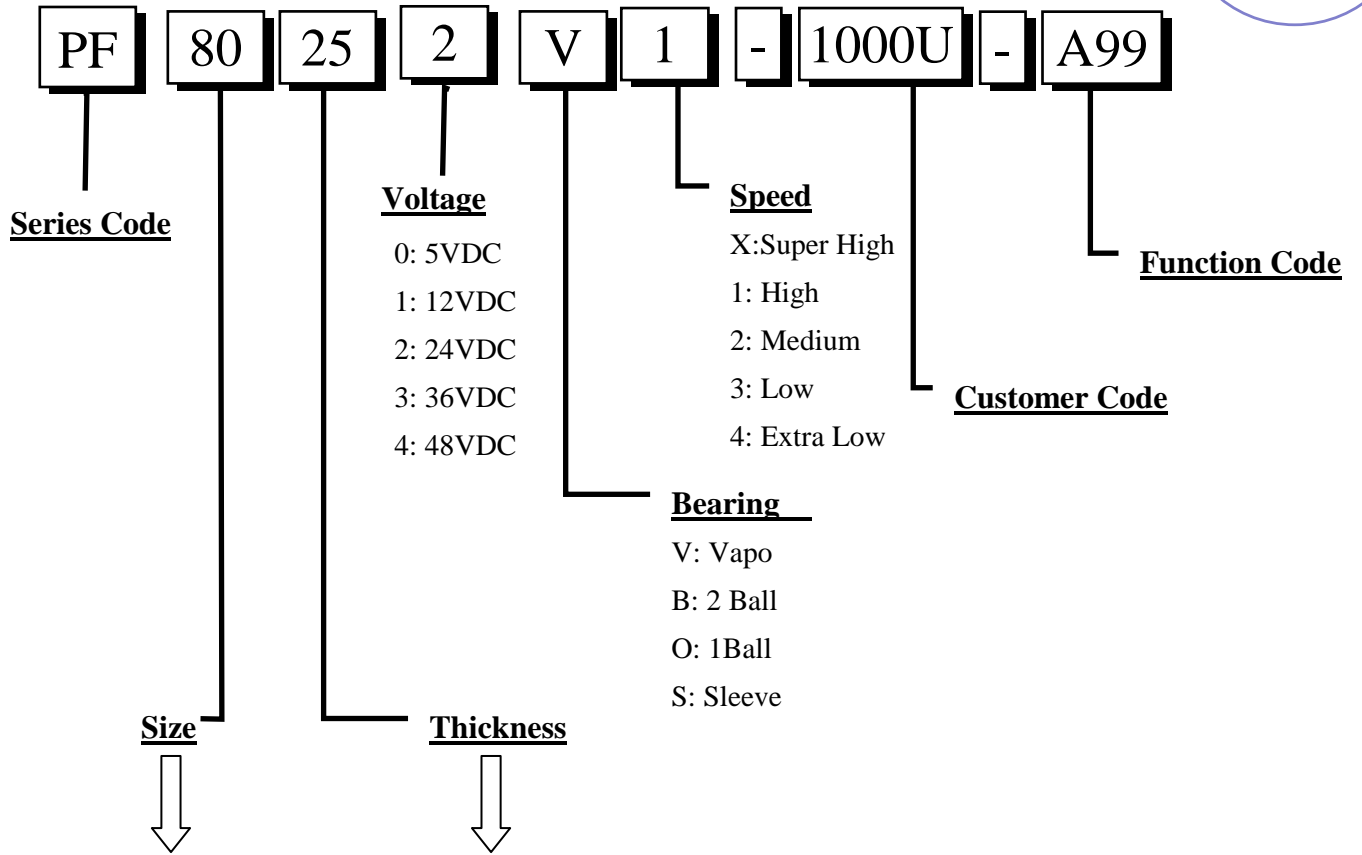 PF 80 25 2 V 1 - 1000U - A99
Series Code
Voltage
0: 5VDC
1: 12VDC
2: 24VDC
3: 36VDC
4: 48VDC
Speed
X:Super High
1: High
2: Medium
3: Low
4: Extra Low
Function Code
Customer Code
Bearing
V: Vapo
B: 2 Ball
O: 1Ball
S: Sleeve
Size
Thickness